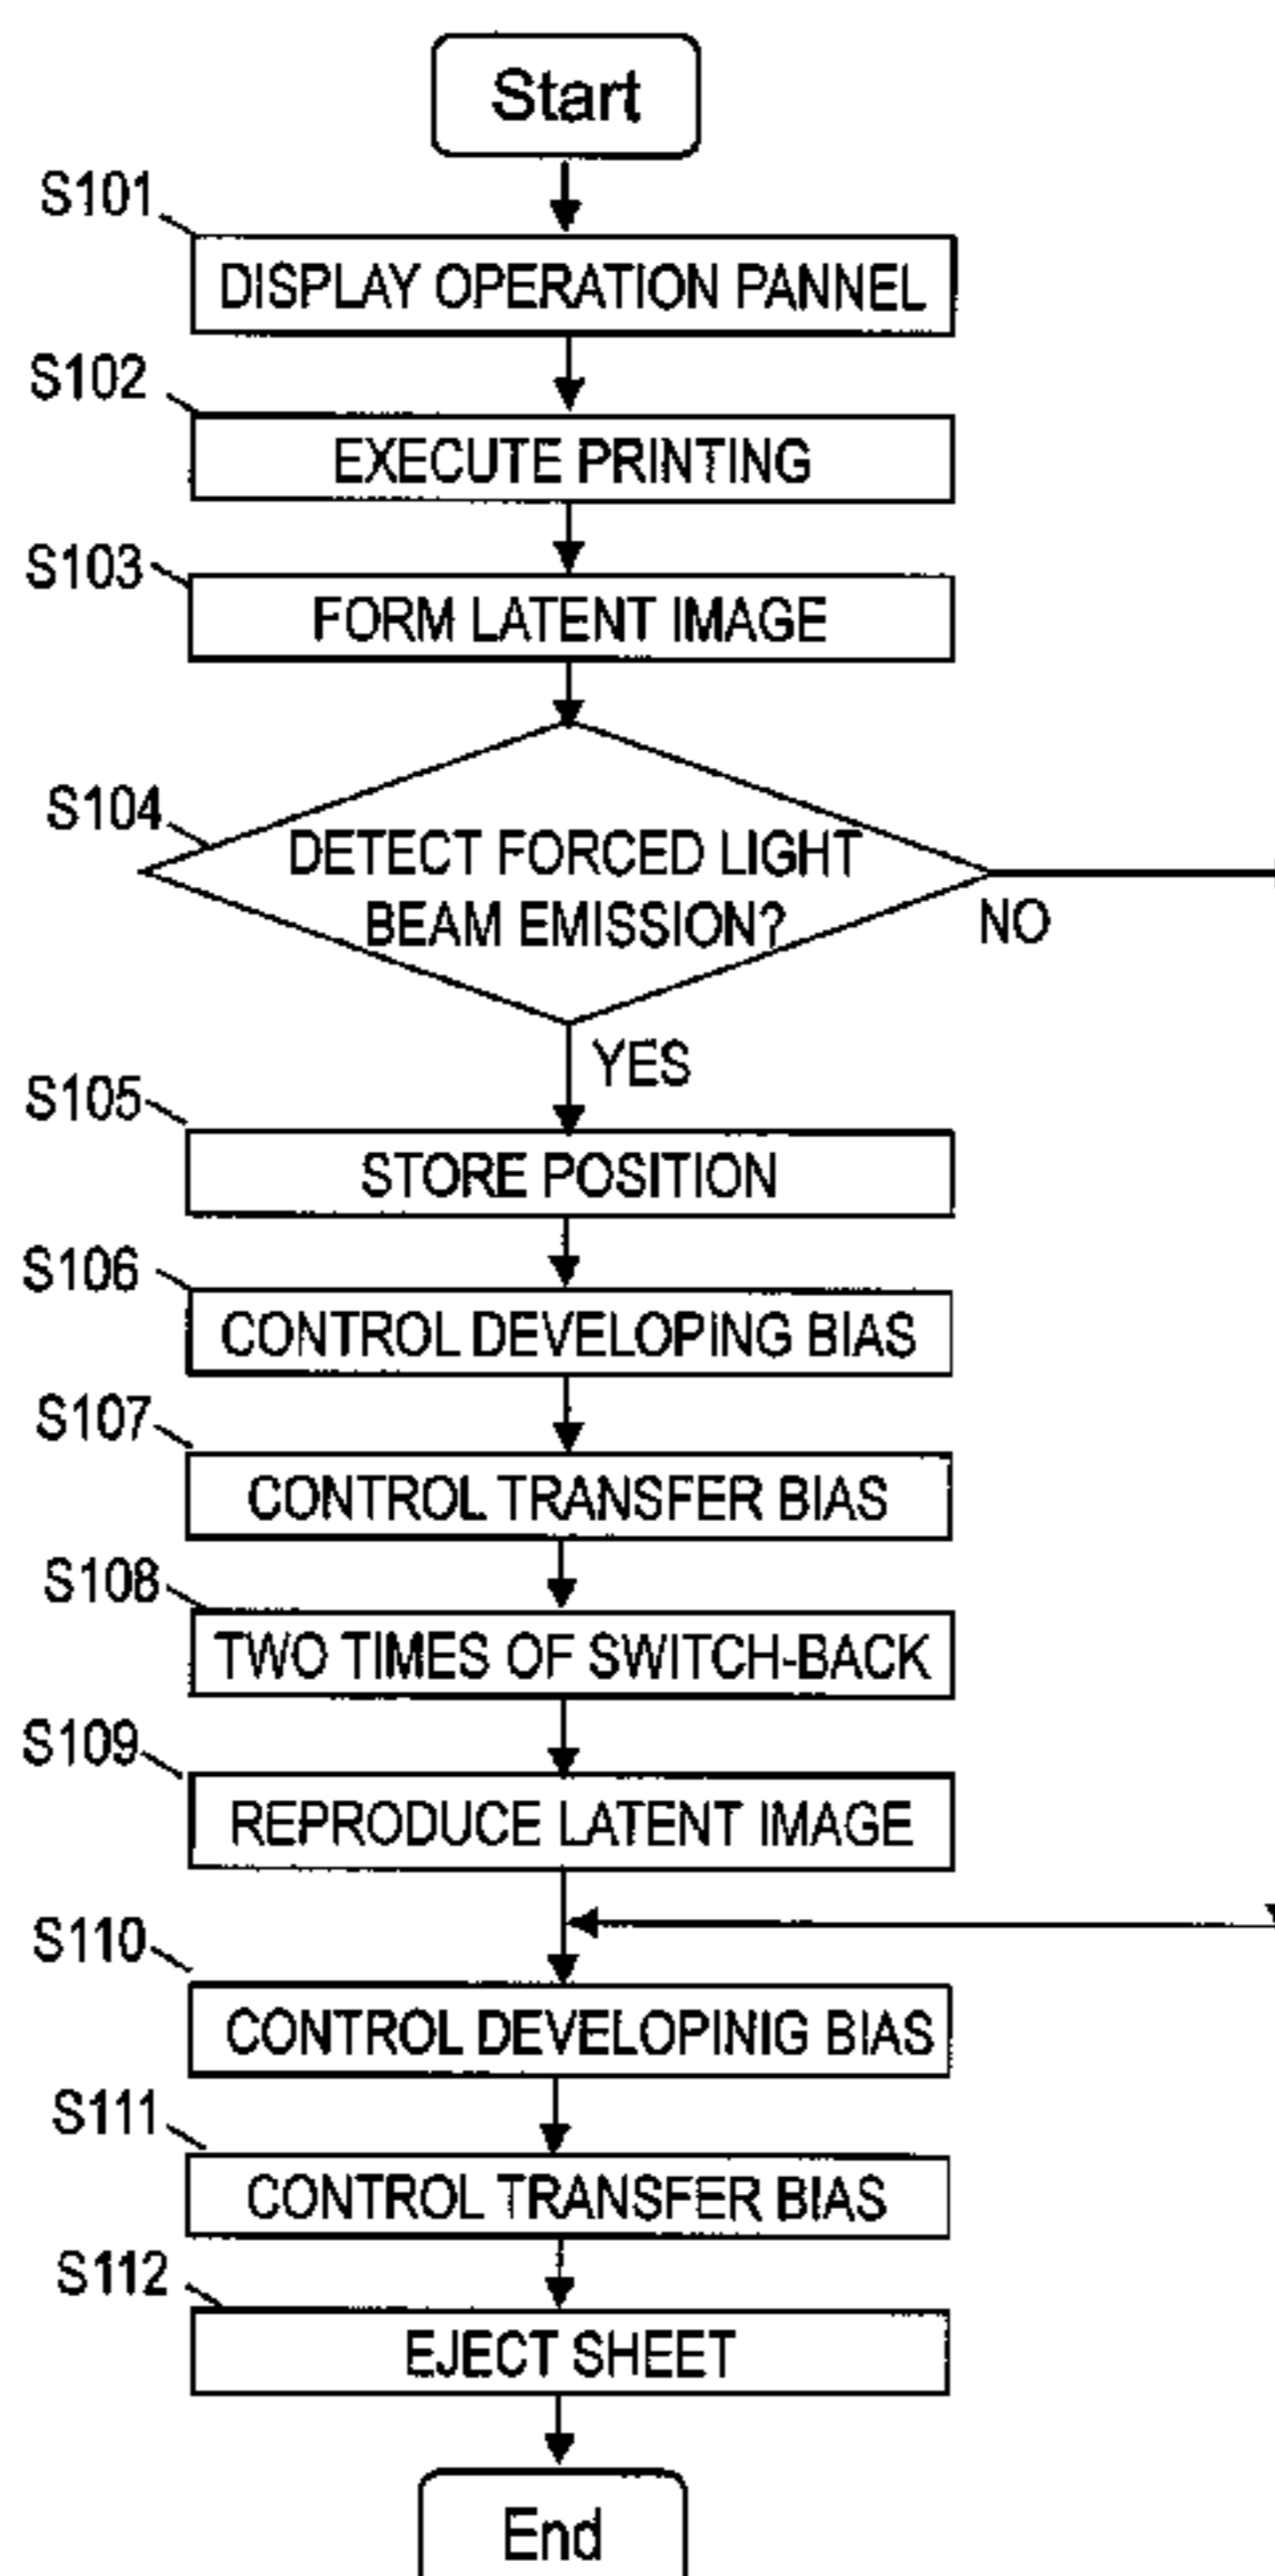 Start
S101
DISPLAY OPERATION PANNEL
S102
EXECUTE PRINTING
S103
FORM LATENT IMAGE
S104
DETECT FORCED LIGHT
BEAM EMISSION?
NO
YES
S105
STORE POSITION
S106
CONTROL DEVELOPING BIAS
S107
CONTROL TRANSFER BIAS
S108
TWO TIMES OF SWITCH-BACK
S109
REPRODUCE LATENT IMAGE
S110
CONTROL DEVELOPINIG BIAS
S111
CONTROL TRANSFER BIAS
S112
EJECT SHEET
End